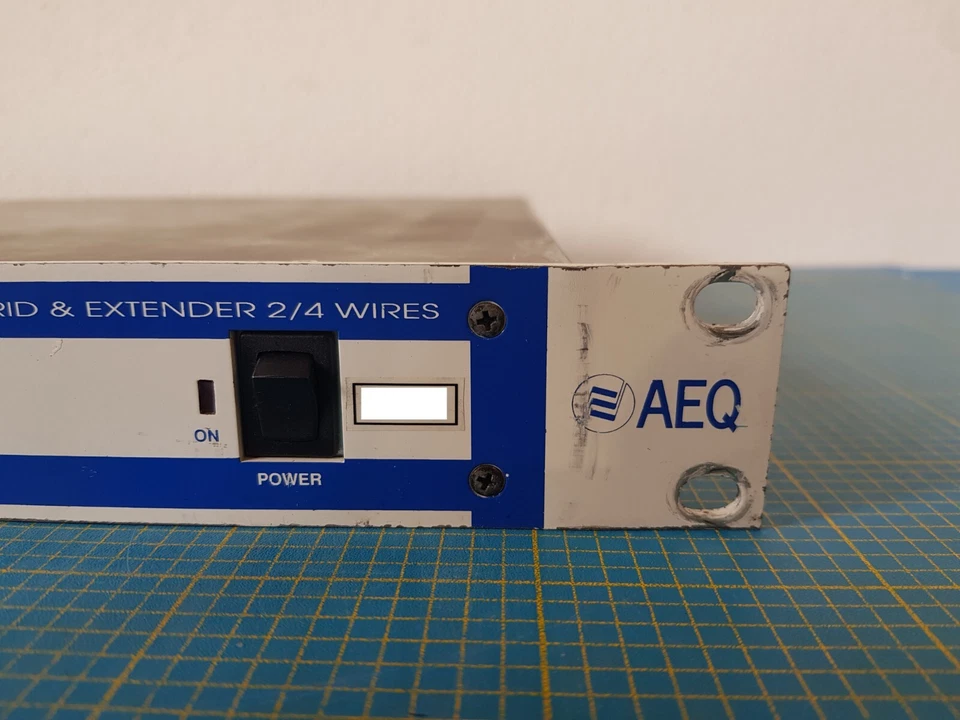 RID & EXTENDER 2/4 WIRES
ON
POWER
AEQ